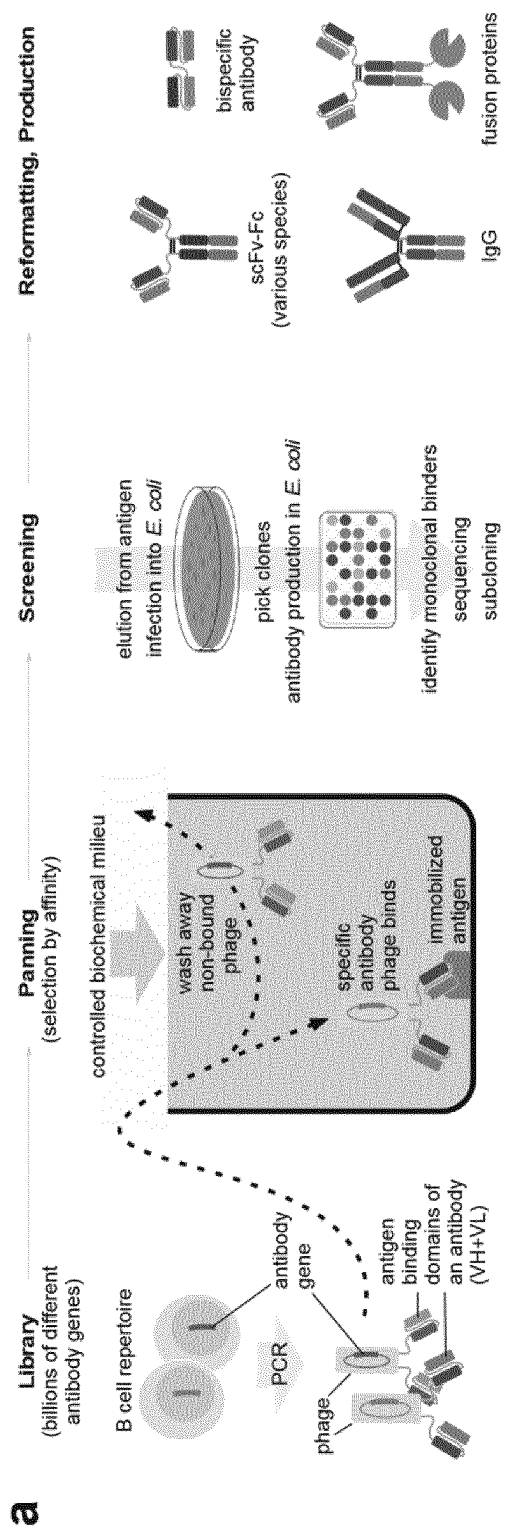 a
Library
(billions of different
antibody genes)
B cell repertoire
antibody
gene
PCR
phage
antigen
binding
domains of
an antibody
(VH+VL)
Panning
(selection by affinity)
controlled biochemical milieu
wash away
non-bound
phage
specific
antibody
phage binds
immobilized
antigen
Screening
elution from antigen
infection into E. coli
pick clones
antibody production in E. coli
identify monoclonal binders
sequencing
subcloning
Reformatting, Production
scFv-Fc
(various species)
bispecific
antibody
IgG
fusion proteins